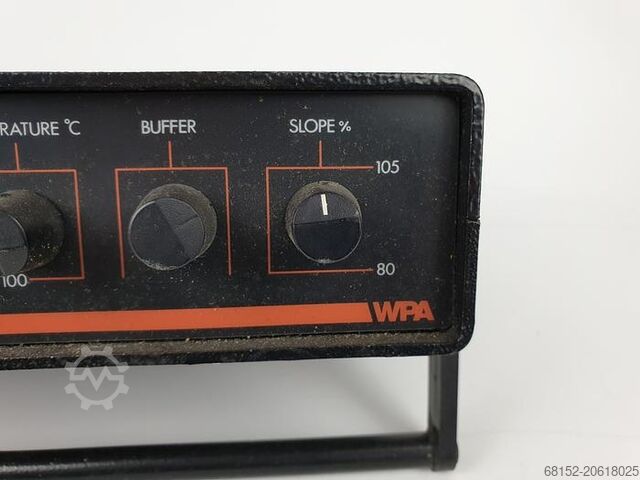 RATURE °C
BUFFER
SLOPE %
105
100
80
WPA
68152-20618025